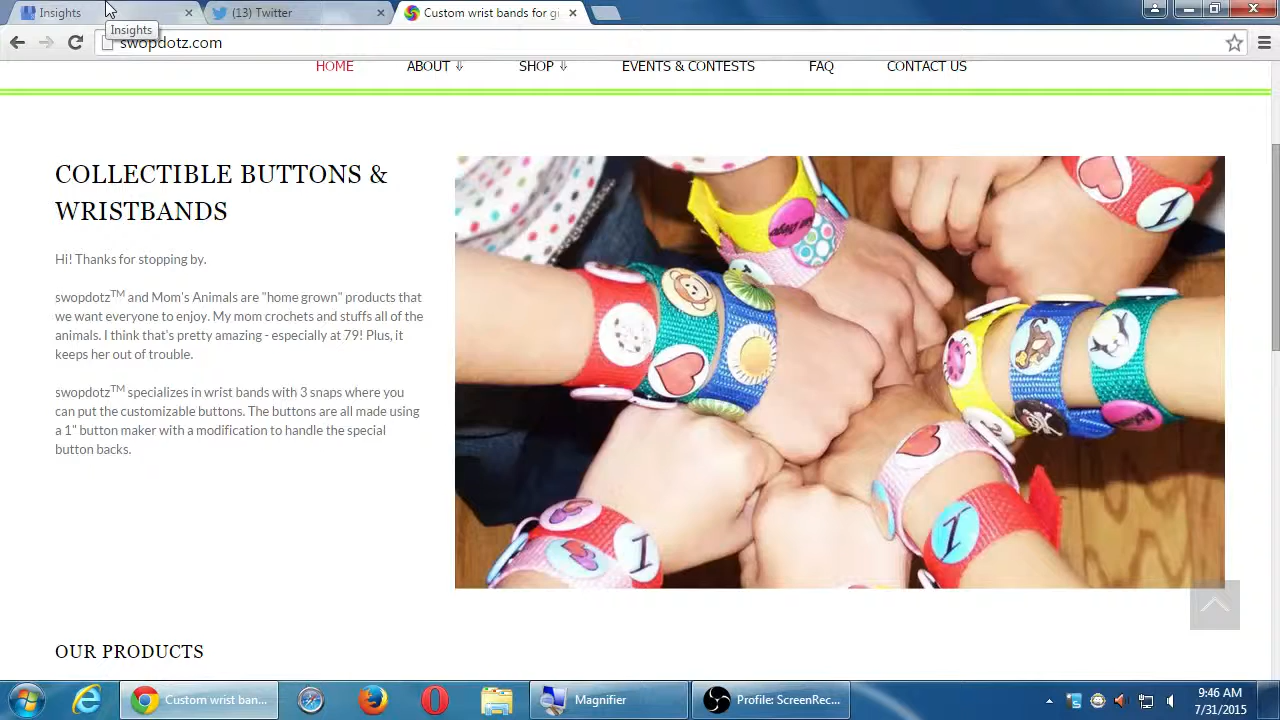 Insights
(13) Twitter
Custom wrist bands for gi
Insights
swopdotz.com
HOME
ABOUT
SHOP
EVENTS & CONTESTS
FAQ
CONTACT US
COLLECTIBLE BUTTONS &
WRISTBANDS
Hi! Thanks for stopping by.
swopdotzTM and Mom's Animals are "home grown" products that
we want everyone to enjoy. My mom crochets and stuffs all of the
animals. I think that's pretty amazing - especially at 79! Plus, it
keeps her out of trouble.
swopdotzTM specializes in wrist bands with 3 areas where you
can put the customizable buttons. The buttons are all made using
a 1" button maker with a modification to handle the special
button backs.
OUR PRODUCTS
Custom wrist ban...
Magnifier
Profile: ScreenRec...
9:46 AM
7/31/2015